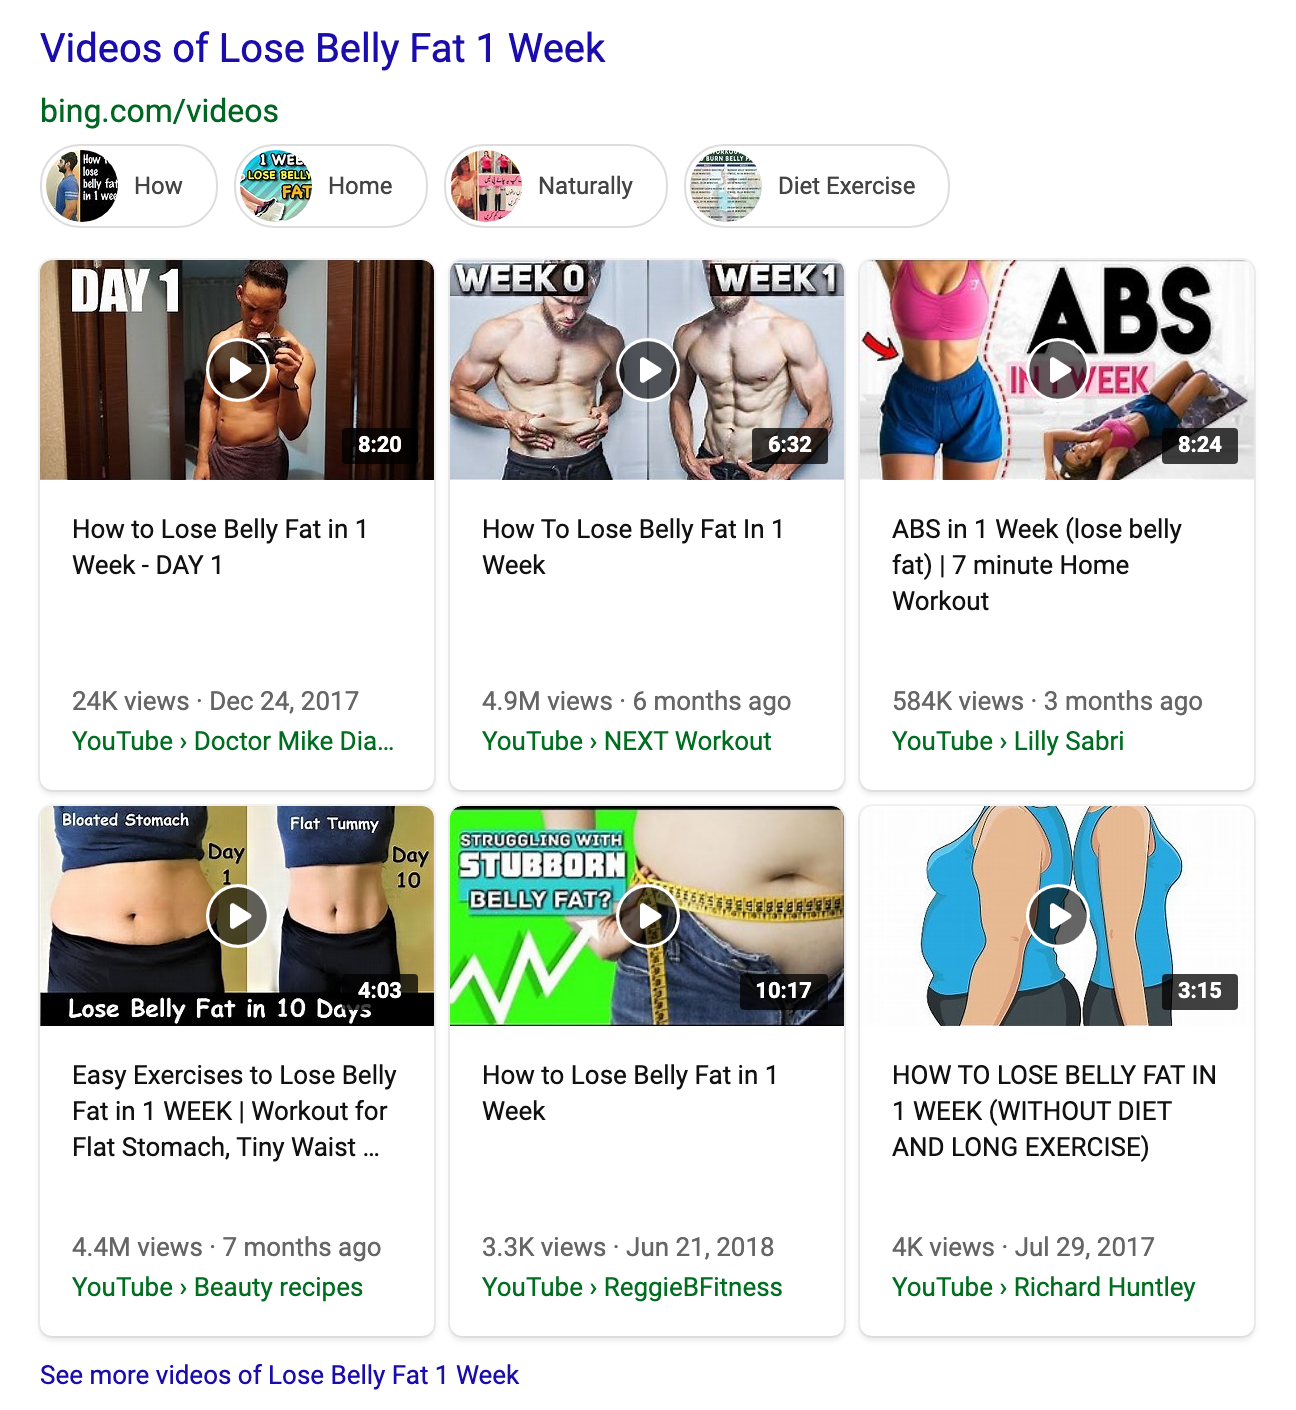 Videos of Lose Belly Fat 1 Week
bing.com/videos
How
lose
belly fat
in 1 wee
How
1 WEE
LOSE BELLY
FAT
Home
Naturally
BURN BELLY F
Diet Exercise
DAY 1
8:20
WEEK 0
WEEK 1
6:32
ABS
IN 1 WEEK
8:24
How to Lose Belly Fat in 1
Week - DAY 1
24K views · Dec 24, 2017
YouTube › Doctor Mike Dia...
How To Lose Belly Fat In 1
Week
4.9M views · 6 months ago
YouTube › NEXT Workout
ABS in 1 Week (lose belly
fat) | 7 minute Home
Workout
584K views · 3 months ago
YouTube › Lilly Sabri
Bloated Stomach
Flat Tummy
Day
1
Day
10
4:03
Lose Belly Fat in 10 Days
STRUGGLING WITH
STUBBORN
BELLY FAT?
10:17
3:15
Easy Exercises to Lose Belly
Fat in 1 WEEK | Workout for
Flat Stomach, Tiny Waist ...
4.4M views · 7 months ago
YouTube › Beauty recipes
How to Lose Belly Fat in 1
Week
3.3K views · Jun 21, 2018
YouTube › ReggieBFitness
HOW TO LOSE BELLY FAT IN
1 WEEK (WITHOUT DIET
AND LONG EXERCISE)
4K views · Jul 29, 2017
YouTube › Richard Huntley
See more videos of Lose Belly Fat 1 Week